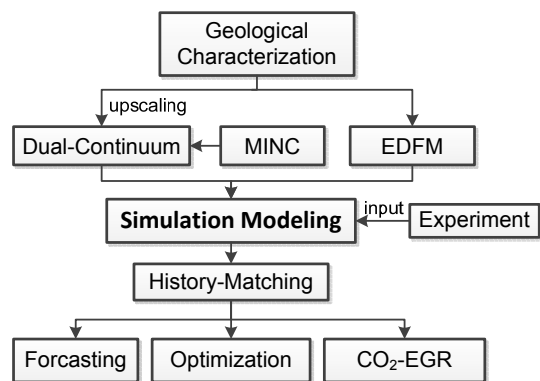 Geological
Characterization
upscaling
Dual-Continuum
MINC
EDFM
Simulation Modeling
input
Experiment
History-Matching
Forcasting
Optimization
CO₂-EGR